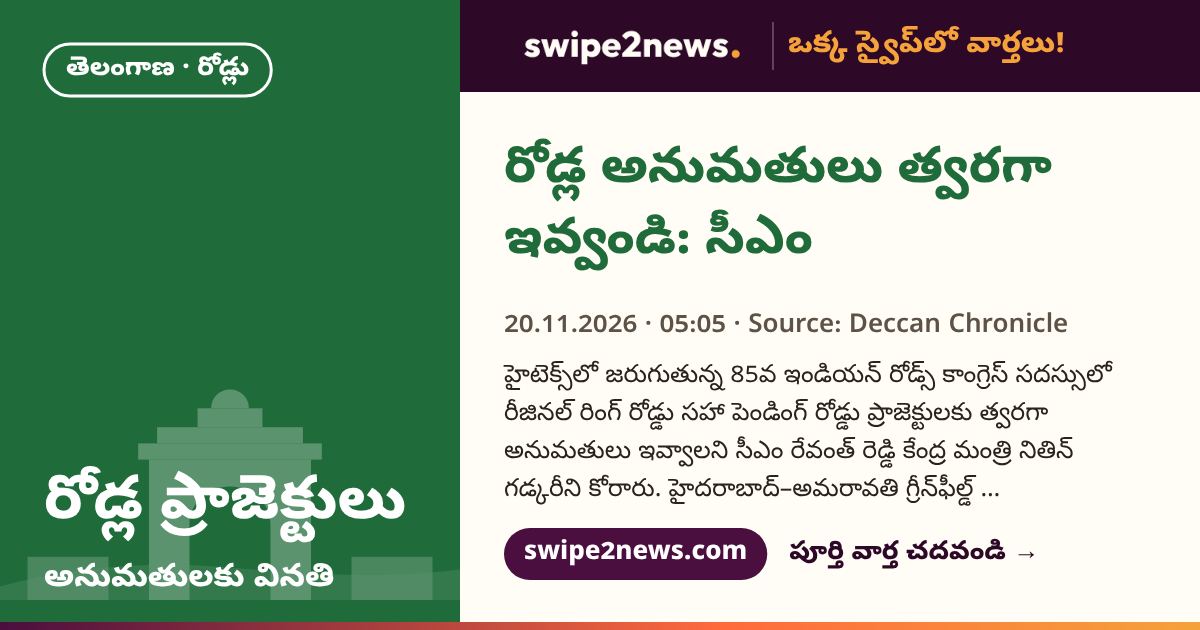 తెలంగాణ · రోడ్లు
రోడ్ల ప్రాజెక్టులు
అనుమతులకు వినతి
swipe2news. ఒక్క స్వైప్‌లో వార్తలు!
రోడ్ల అనుమతులు త్వరగా
ఇవ్వండి: సీఎం
20.11.2026 · 05:05 · Source: Deccan Chronicle
హైటెక్స్‌లో జరుగుతున్న 85వ ఇండియన్ రోడ్స్ కాంగ్రెస్ సదస్సులో
రీజినల్ రింగ్ రోడ్డు సహా పెండింగ్ రోడ్డు ప్రాజెక్టులకు త్వరగా
అనుమతులు ఇవ్వాలని సీఎం రేవంత్ రెడ్డి కేంద్ర మంత్రి నితిన్
గడ్కరీని కోరారు. హైదరాబాద్–అమరావతి గ్రీన్‌ఫీల్డ్ ...
swipe2news.com పూర్తి వార్త చదవండి →